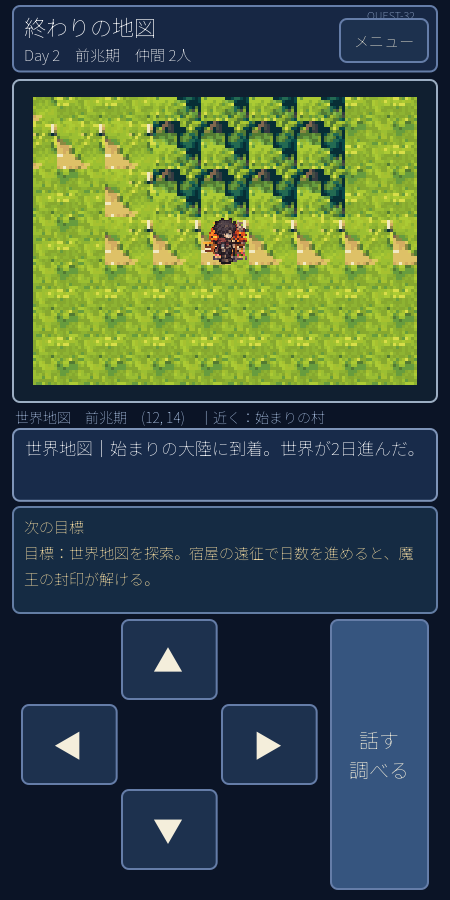 QUEST-32
終わりの地図
Day 2　前兆期　仲間 2人
メニュー
世界地図　前兆期　(12, 14)　｜近く：始まりの村
世界地図｜始まりの大陸に到着。世界が2日進んだ。
次の目標
目標：世界地図を探索。宿屋の遠征で日数を進めると、魔
王の封印が解ける。
話す
調べる